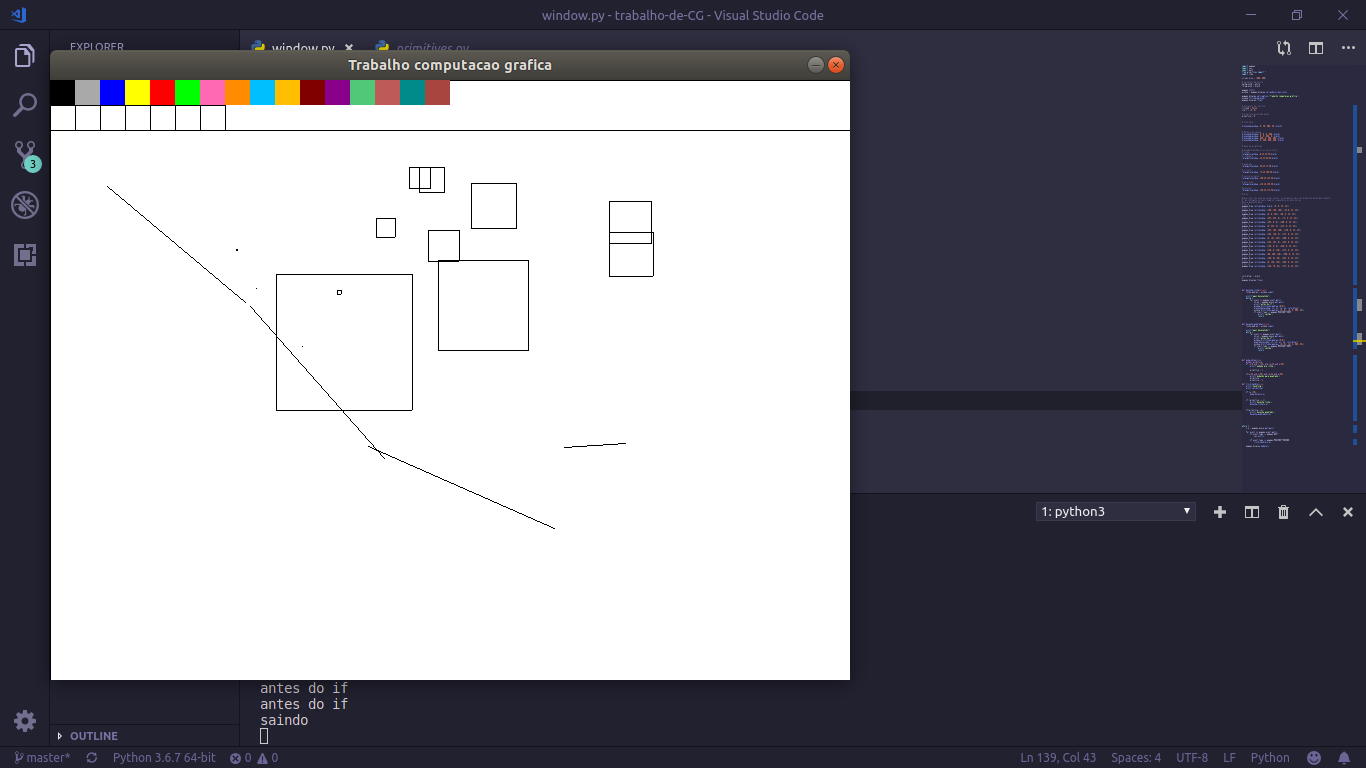 window.py - trabalho-de-CG - Visual Studio Code
EXPLORER
window.py
primitives.py
Trabalho computacao grafica
3
1: python3
antes do if
antes do if
saindo
OUTLINE
master*
Python 3.6.7 64-bit
0
0
Ln 139, Col 43
Spaces: 4
UTF-8
LF
Python